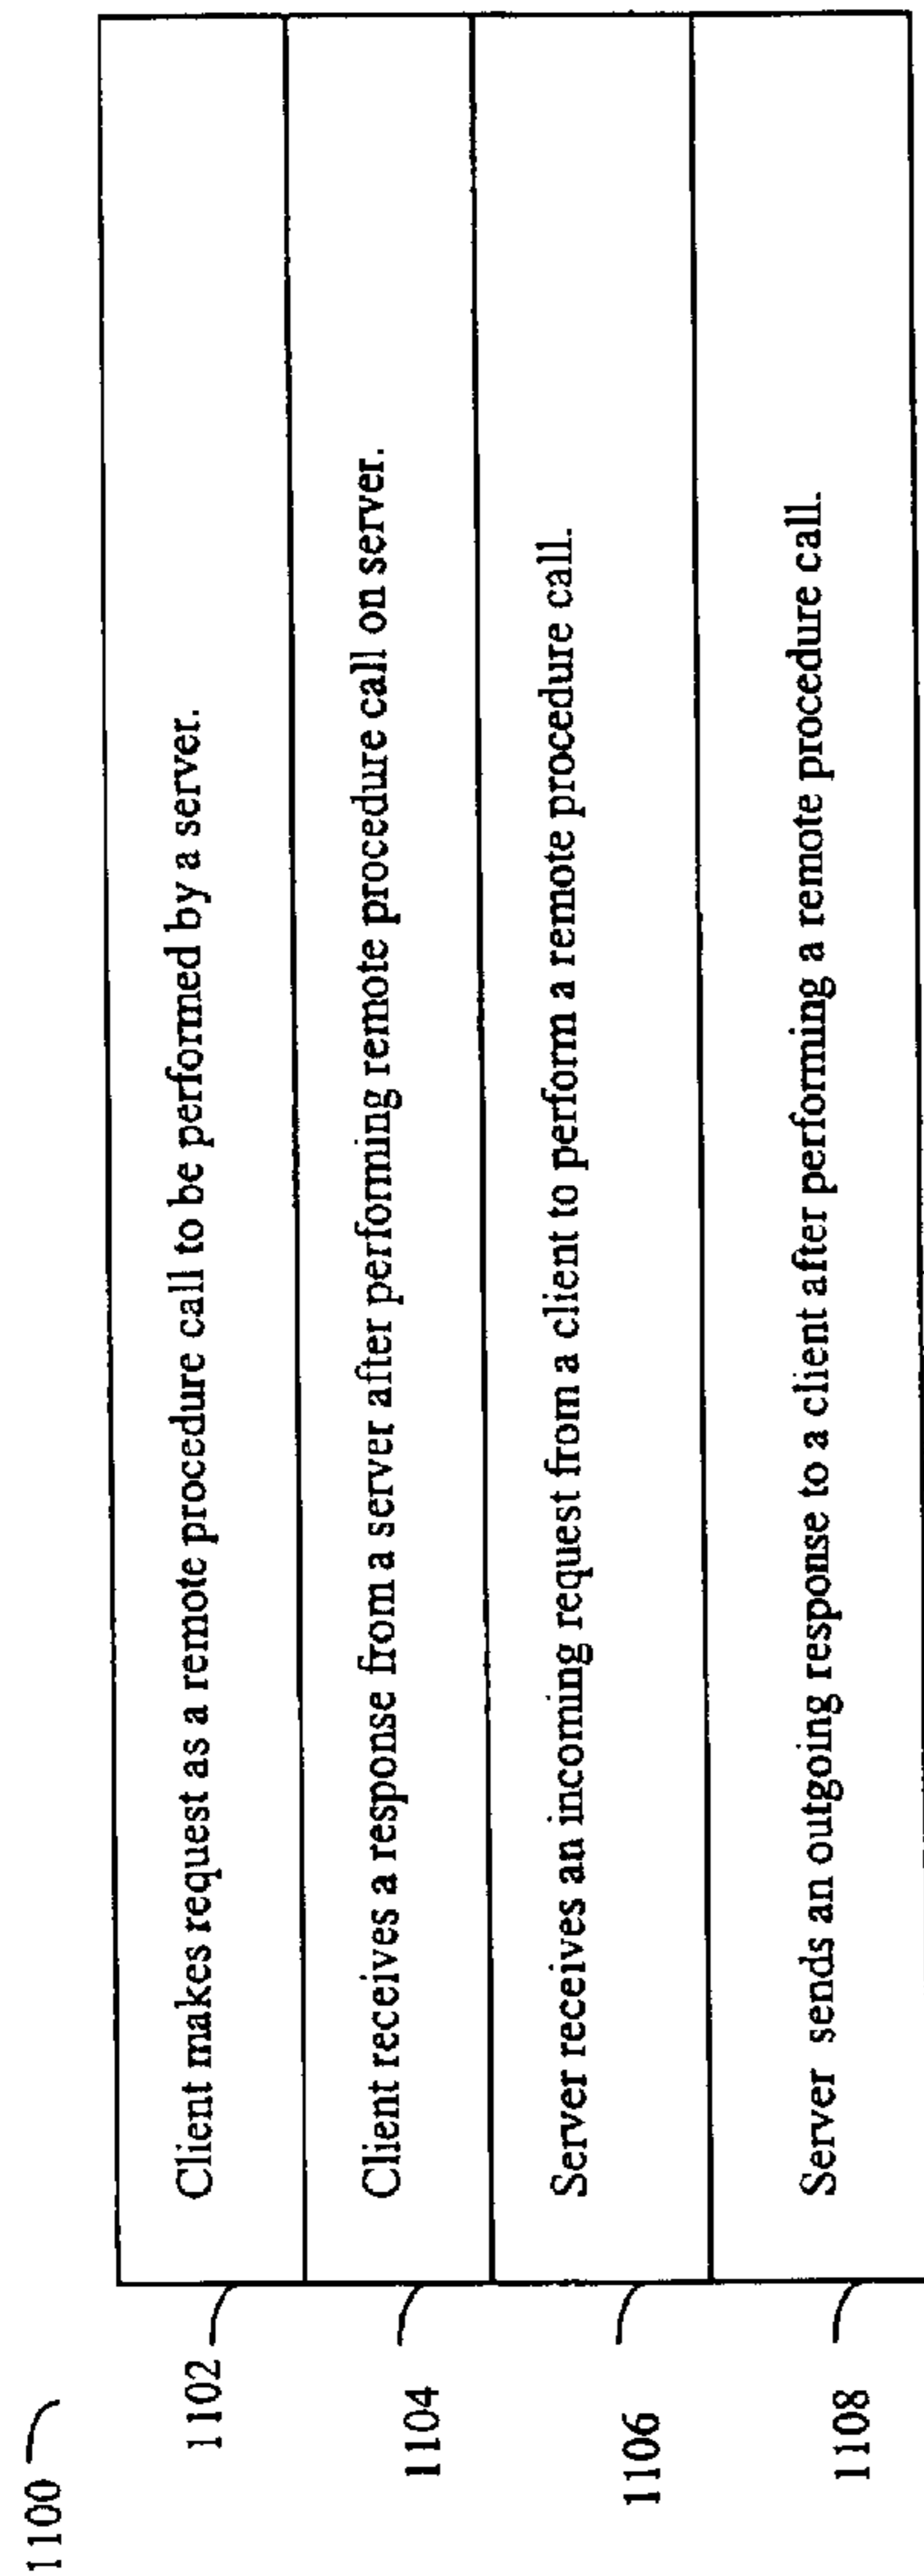 1100
1102
Client makes request as a remote procedure call to be performed by a server.
1104
Client receives a response from a server after performing remote procedure call on server.
1106
Server receives an incoming request from a client to perform a remote procedure call.
1108
Server sends an outgoing response to a client after performing a remote procedure call.